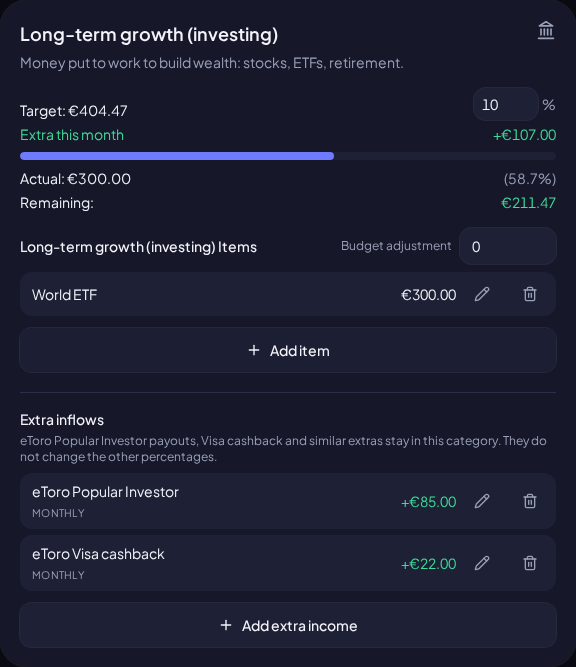 Long-term growth (investing)
Money put to work to build wealth: stocks, ETFs, retirement.
Target: €404.47 10 %
Extra this month +€107.00
Actual: €300.00 (58.7%)
Remaining: €211.47
Long-term growth (investing) Items Budget adjustment 0
World ETF €300.00
+ Add item
Extra inflows
eToro Popular Investor payouts, Visa cashback and similar extras stay in this category. They do
not change the other percentages.
eToro Popular Investor +€85.00
MONTHLY
eToro Visa cashback +€22.00
MONTHLY
+ Add extra income